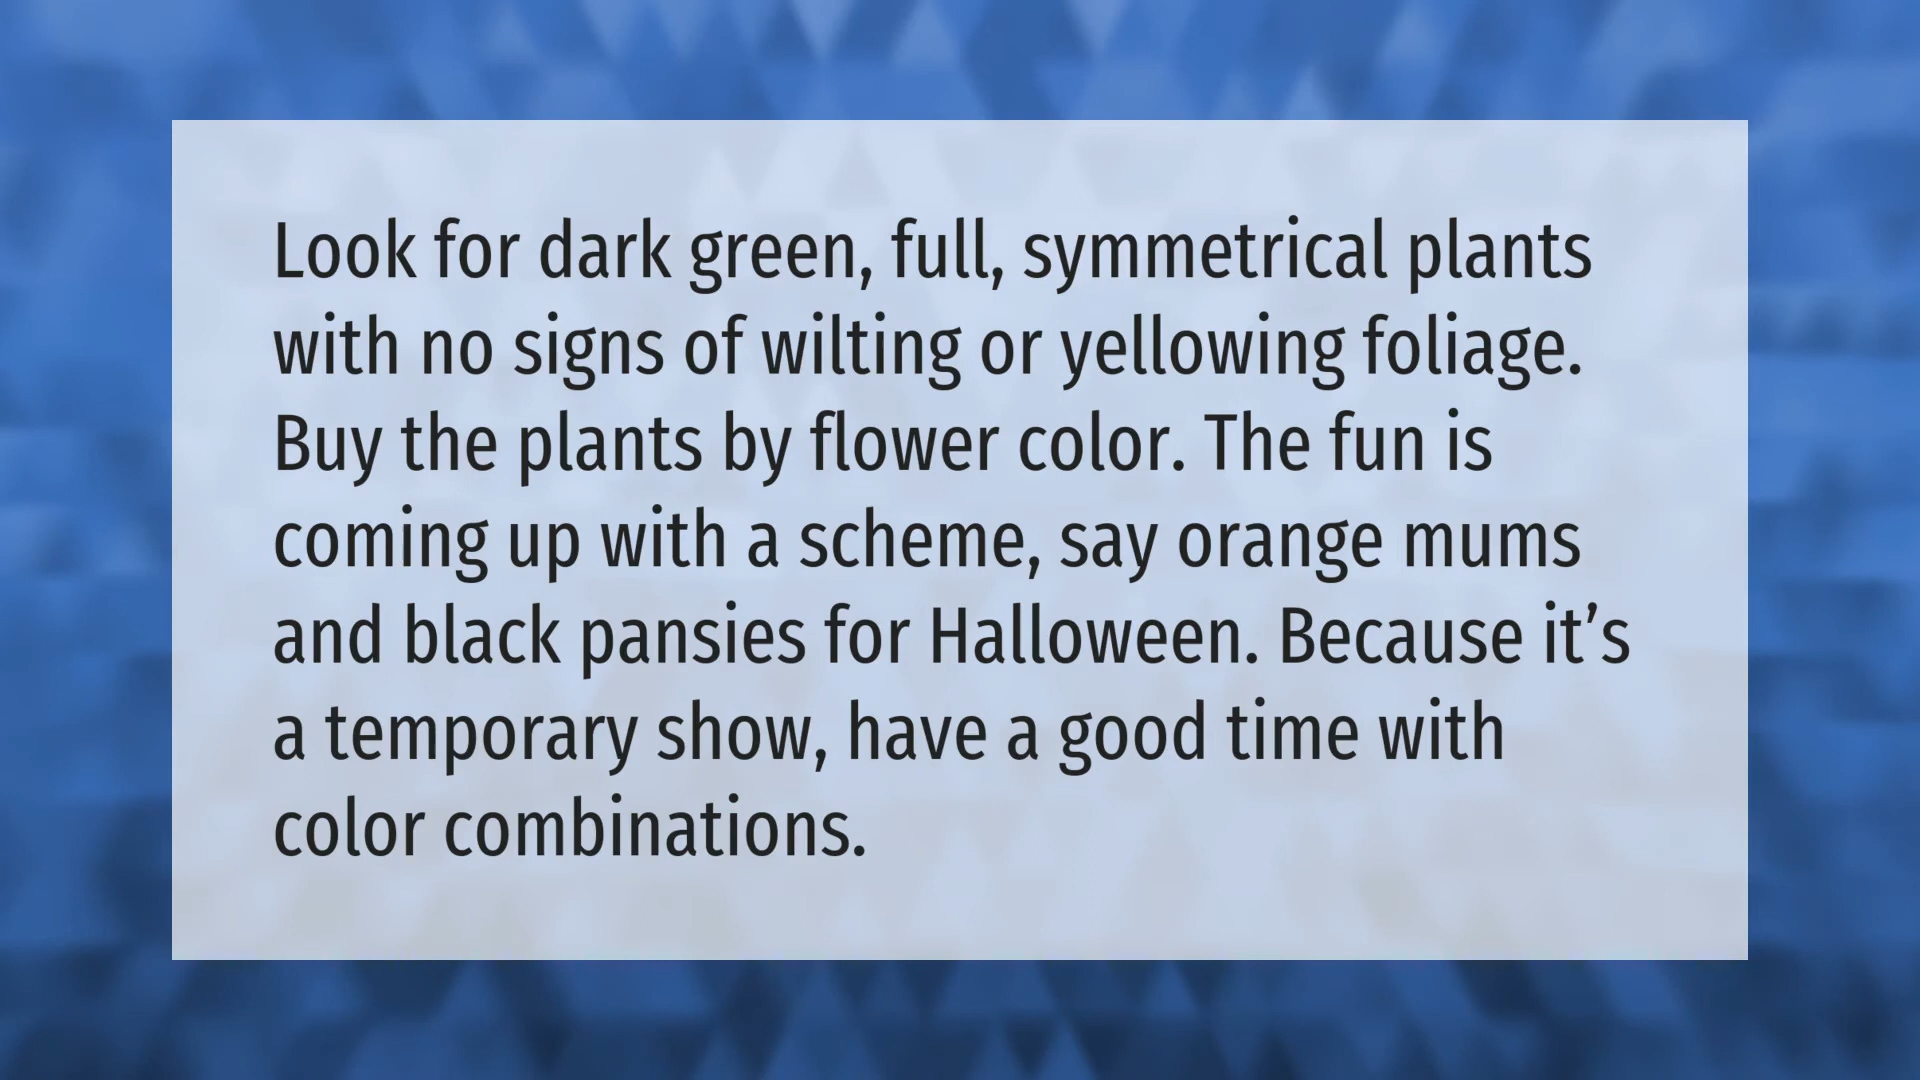 Look for dark green, full, symmetrical plants
with no signs of wilting or yellowing foliage.
Buy the plants by flower color. The fun is
coming up with a scheme, say orange mums
and black pansies for Halloween. Because it’s
a temporary show, have a good time with
color combinations.